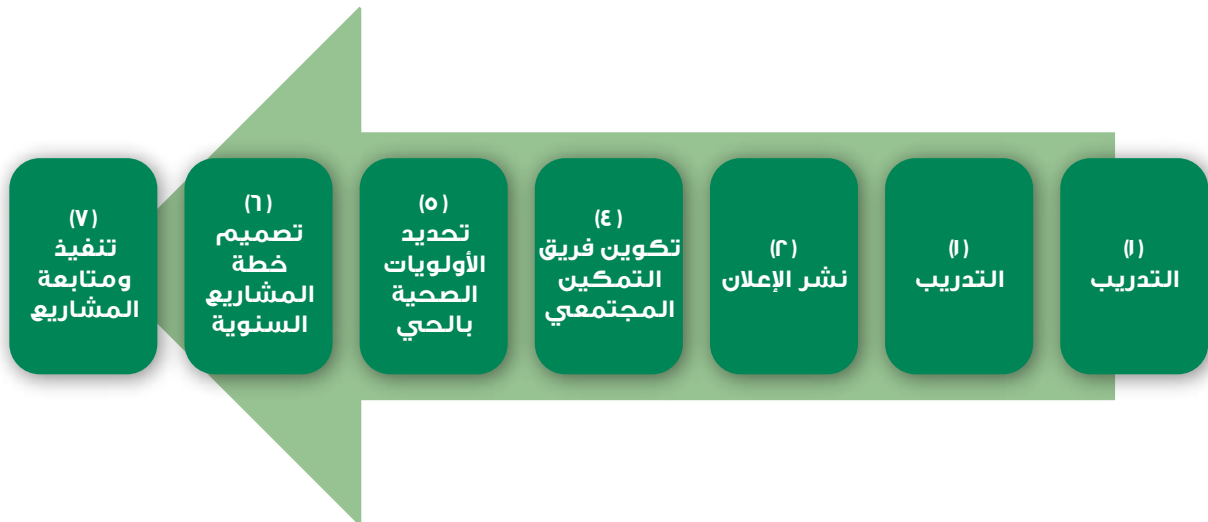 (١)
التدريب
(١)
التدريب
(٢)
نشر الإعلان
(٤)
تكوين فريق
التمكين
المجتمعي
(٥)
تحديد
الأولويات
الصحية
بالحي
(٦)
تصميم
خطة
المشاريع
السنوية
(٧)
تنفيذ
ومتابعة
المشاريع